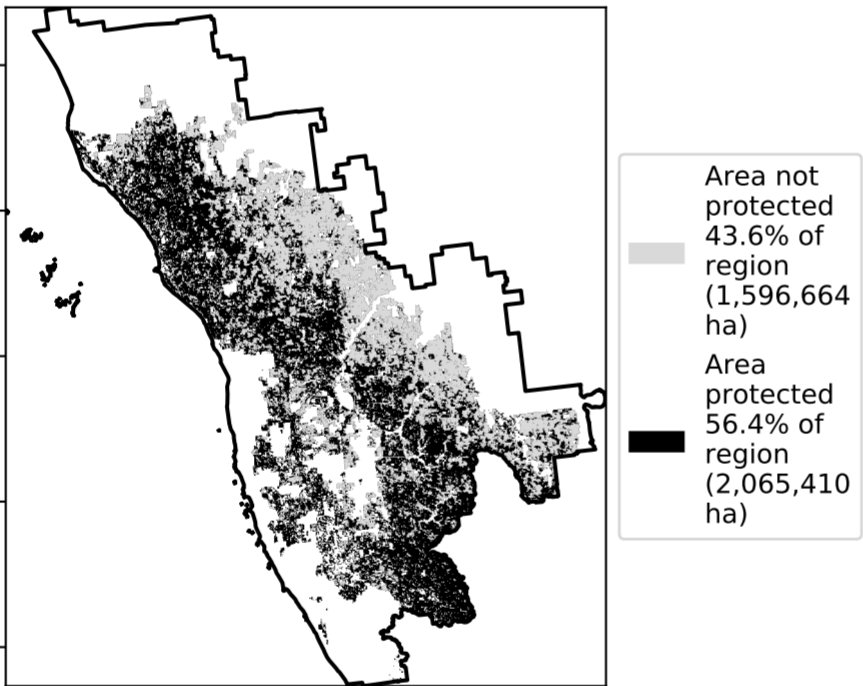 Area not
protected
43.6% of
region
(1,596,664
ha)
Area
protected
56.4% of
region
(2,065,410
ha)